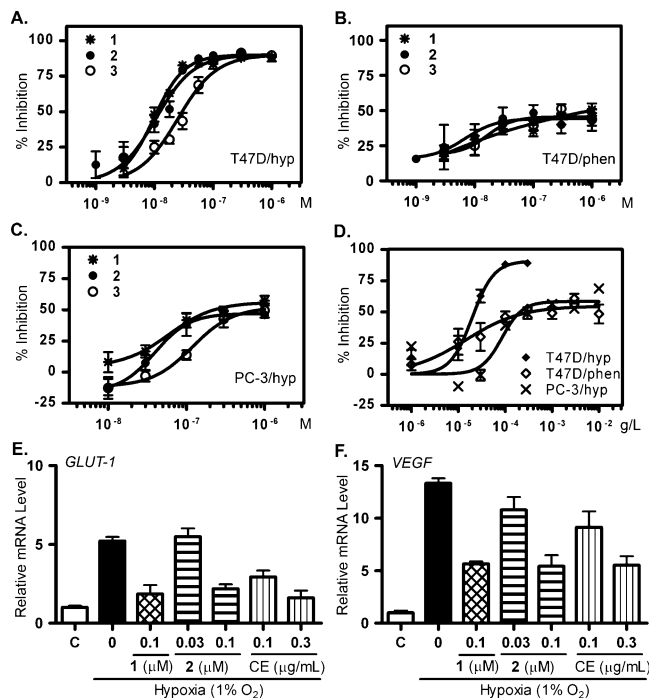 A.
100
75
50
25
0
% Inhibition
1
2
3
T47D/hyp
10-9 10-8 10-7 10-6 M
B.
100
75
50
25
0
% Inhibition
1
2
3
T47D/phen
10-9 10-8 10-7 10-6 M
C.
100
75
50
25
0
-25
% Inhibition
1
2
3
PC-3/hyp
10-8 10-7 10-6 M
D.
100
75
50
25
0
-25
% Inhibition
T47D/hyp
T47D/phen
PC-3/hyp
10-6 10-5 10-4 10-3 10-2 g/L
E.
GLUT-1
10
5
0
Relative mRNA Level
C 0 0.1 0.03 0.1 0.1 0.3
1 (μM) 2 (μM) CE (μg/mL)
Hypoxia (1% O2)
F.
VEGF
15
10
5
0
Relative mRNA Level
C 0 0.1 0.03 0.1 0.1 0.3
1 (μM) 2 (μM) CE (μg/mL)
Hypoxia (1% O2)